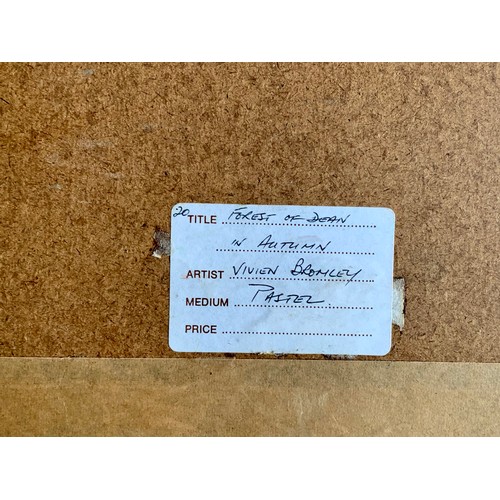 20
TITLE FOREST OF DEAN
IN AUTUMN
ARTIST VIVIEN BROMLEY
MEDIUM PASTEL
PRICE